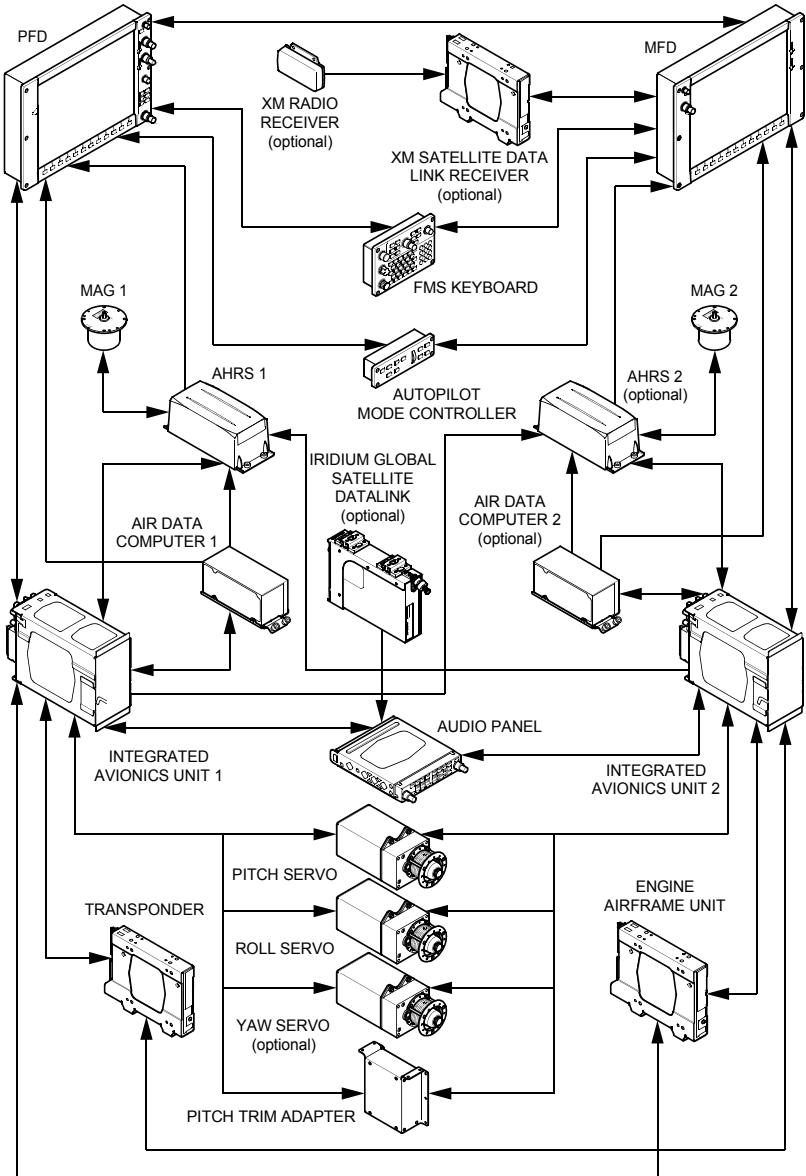 PFD
MFD
XM RADIO
RECEIVER
(optional)
XM SATELLITE DATA
LINK RECEIVER
(optional)
FMS KEYBOARD
MAG 1
MAG 2
AHRS 1
AUTOPILOT
MODE CONTROLLER
AHRS 2
(optional)
IRIDIUM GLOBAL
SATELLITE
DATALINK
(optional)
AIR DATA
COMPUTER 1
AIR DATA
COMPUTER 2
(optional)
INTEGRATED
AVIONICS UNIT 1
AUDIO PANEL
INTEGRATED
AVIONICS UNIT 2
PITCH SERVO
TRANSPONDER
ROLL SERVO
ENGINE
AIRFRAME UNIT
YAW SERVO
(optional)
PITCH TRIM ADAPTER